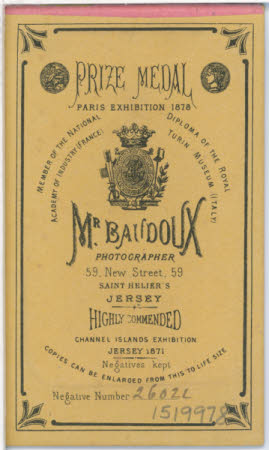 PRIZE MEDAL
PARIS EXHIBITION 1878
MEMBER OF THE NATIONAL
ACADEMY OF INDUSTRY (FRANCE)
DIPLOMA OF THE ROYAL
TURIN MUSEUM (ITALY)
MR. BAUDOUX
PHOTOGRAPHER
59, New Street, 59
SAINT HELIER'S
JERSEY
HIGHLY COMMENDED
CHANNEL ISLANDS EXHIBITION
JERSEY 1871
Negatives kept
COPIES CAN BE ENLARGED FROM THIS TO LIFE SIZE
Negative Number 26022
1519978